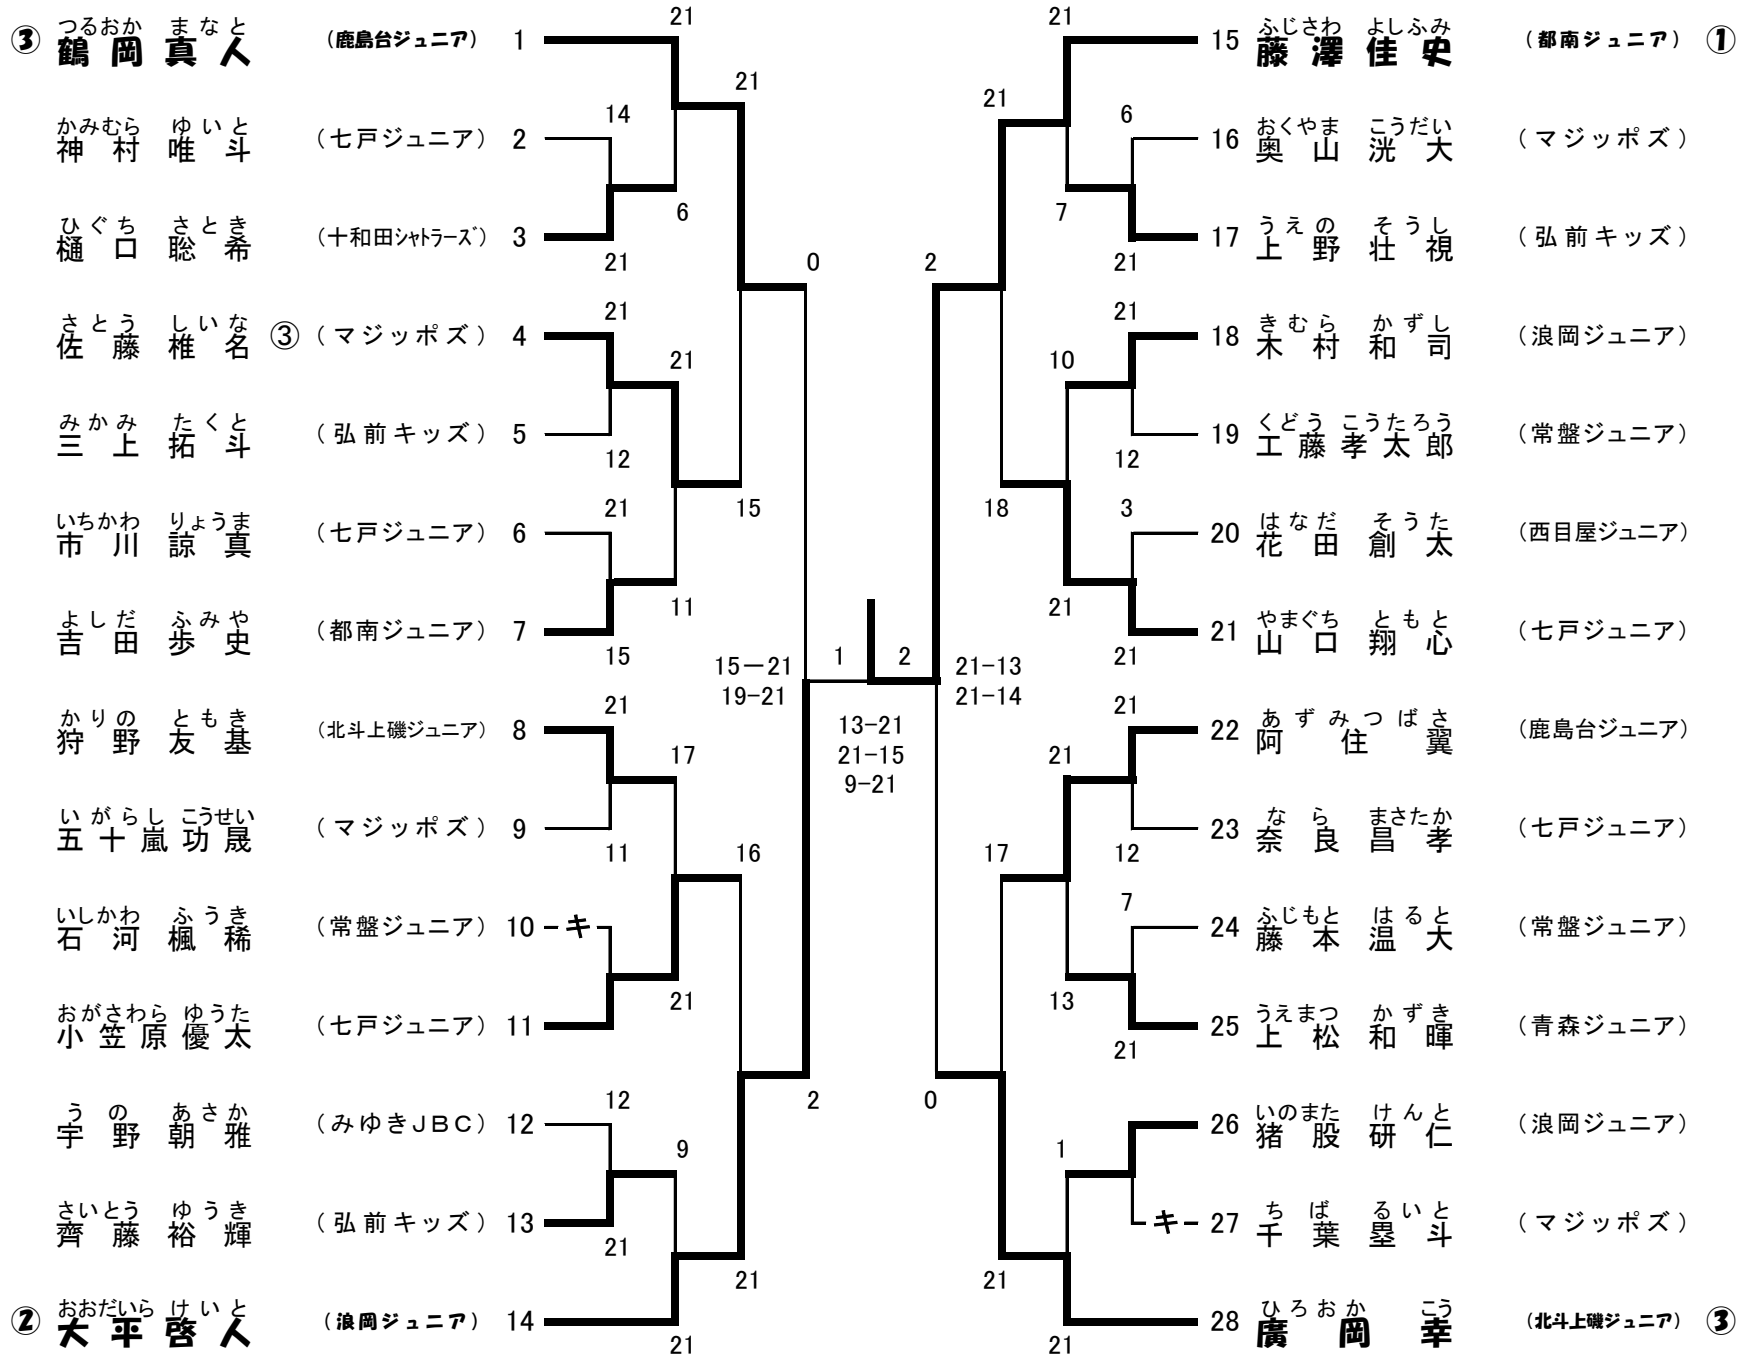 つるおか まなと
③ 鶴岡真人 (鹿島台ジュニア) 1
かみむら ゆいと
神村唯斗 (七戸ジュニア) 2
ひぐち さとき
樋口聡希 (十和田シャトラーズ) 3
さとう しいな
佐藤椎名 ③ (マジッポズ) 4
みかみ たくと
三上拓斗 (弘前キッズ) 5
いちかわ りょうま
市川諒真 (七戸ジュニア) 6
よしだ ふみや
吉田歩史 (都南ジュニア) 7
かりの ともき
狩野友基 (北斗上磯ジュニア) 8
いがらし こうせい
五十嵐功晟 (マジッポズ) 9
いしかわ ふうき
石河楓稀 (常盤ジュニア) 10 キ
おがさわら ゆうた
小笠原優太 (七戸ジュニア) 11
うの あさか
宇野朝雅 (みゆきJBC) 12
さいとう ゆうき
齊藤裕輝 (弘前キッズ) 13
おおだいら けいと
② 大平啓人 (浪岡ジュニア) 14
21
21
14
6
21
0
21
21
12
21
15
11
15
21
17
11
16
21
12
2
9
21
21
21
15－21
19-21
1
2
13-21
21-15
9-21
21-13
21-14
21
21
6
7
2
21
21
10
12
18
3
21
21
21
21
12
17
7
13
21
0
1
21
21
ふじさわ よしふみ
15 藤澤佳史 (都南ジュニア) ①
おくやま こうだい
16 奥山洸大 (マジッポズ)
うえの そうし
17 上野壮視 (弘前キッズ)
きむら かずし
18 木村和司 (浪岡ジュニア)
くどう こうたろう
19 工藤孝太郎 (常盤ジュニア)
はなだ そうた
20 花田創太 (西目屋ジュニア)
やまぐち ともと
21 山口翔心 (七戸ジュニア)
あずみつばさ
22 阿住翼 (鹿島台ジュニア)
なら まさたか
23 奈良昌孝 (七戸ジュニア)
ふじもと はると
24 藤本温大 (常盤ジュニア)
うえまつ かずき
25 上松和暉 (青森ジュニア)
いのまた けんと
26 猪股研仁 (浪岡ジュニア)
ちば るいと
キ 27 千葉塁斗 (マジッポズ)
ひろおか こう
28 廣岡幸 (北斗上磯ジュニア) ③